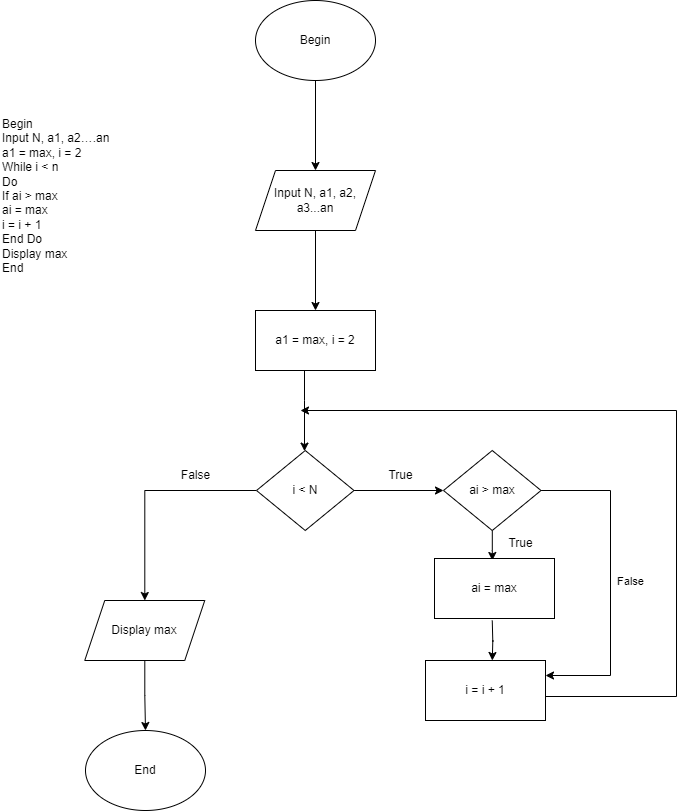 Begin
Begin
Input N, a1, a2....an
a1 = max, i = 2
While i < n
Do
If ai > max
ai = max
i = i + 1
End Do
Display max
End
Input N, a1, a2,
a3...an
a1 = max, i = 2
False
i < N
True
ai > max
True
ai = max
False
Display max
i = i + 1
End